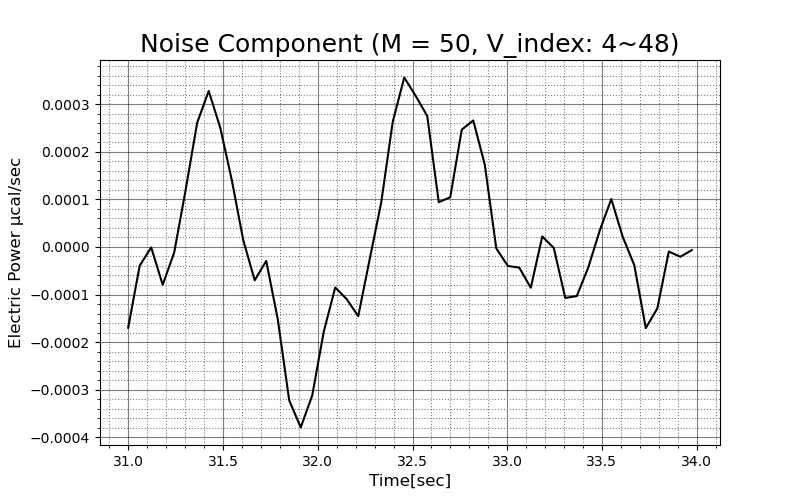 Noise Component (M = 50, V_index: 4~48)
Electric Power μcal/sec
0.0003
0.0002
0.0001
0.0000
−0.0001
−0.0002
−0.0003
−0.0004
31.0 31.5 32.0 32.5 33.0 33.5 34.0
Time[sec]